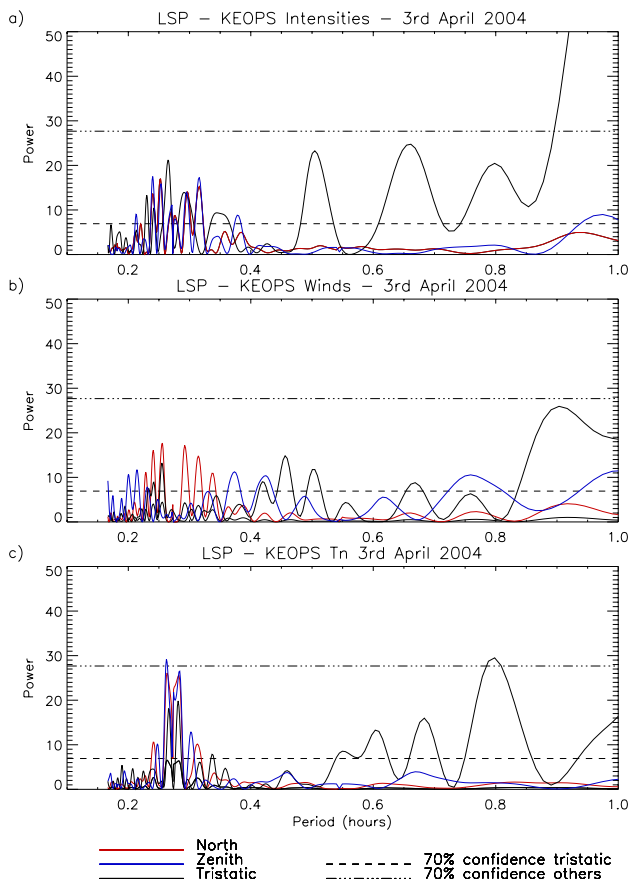 a)
LSP – KEOPS Intensities – 3rd April 2004
50
40
30
20
10
0
Power
0.2 0.4 0.6 0.8 1.0
b)
LSP – KEOPS Winds – 3rd April 2004
50
40
30
20
10
0
Power
0.2 0.4 0.6 0.8 1.0
c)
LSP – KEOPS Tn 3rd April 2004
50
40
30
20
10
0
Power
0.2 0.4 0.6 0.8 1.0
Period (hours)
North
Zenith
Tristatic
70% confidence tristatic
70% confidence others